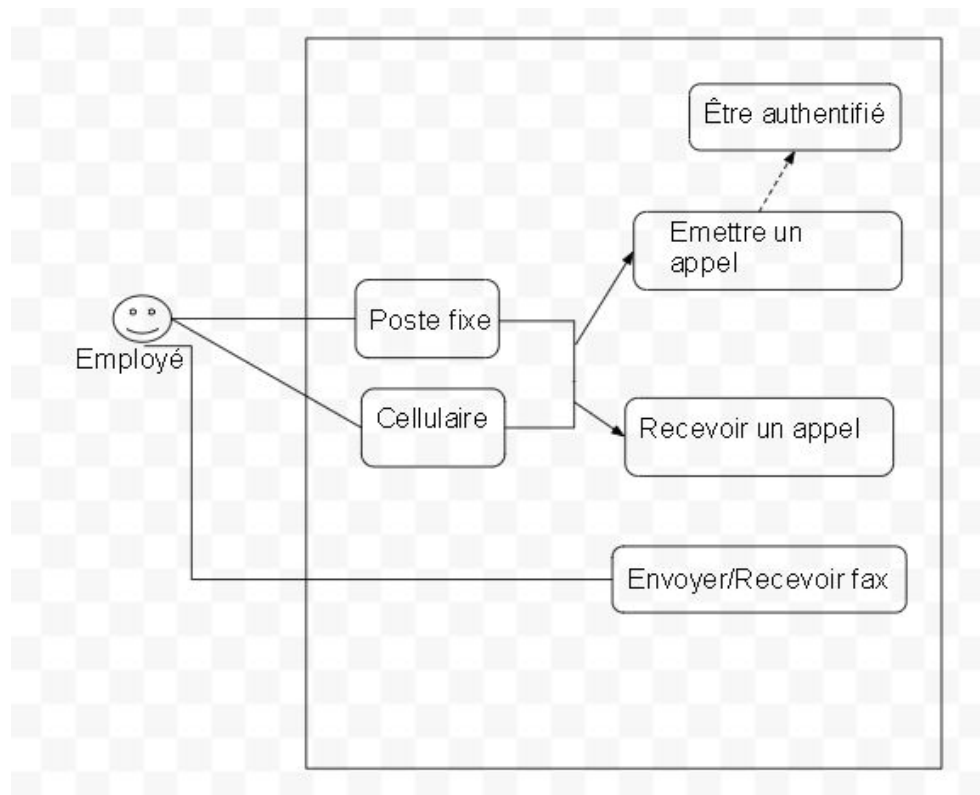 Être authentifié
Emettre un
appel
Poste fixe
Employé
Cellulaire
Recevoir un appel
Envoyer/Recevoir fax